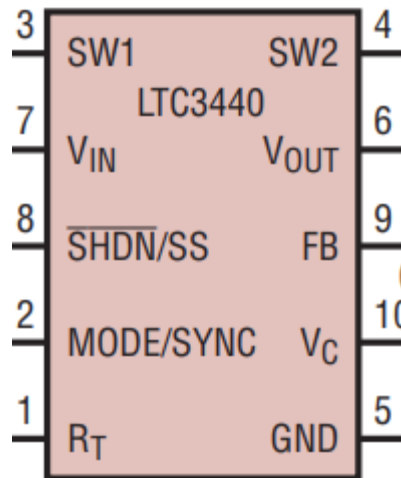 3 SW1 SW2 4
LTC3440
7 VIN VOUT 6
8 SHDN/SS FB 9
2 MODE/SYNC VC 10
1 RT GND 5